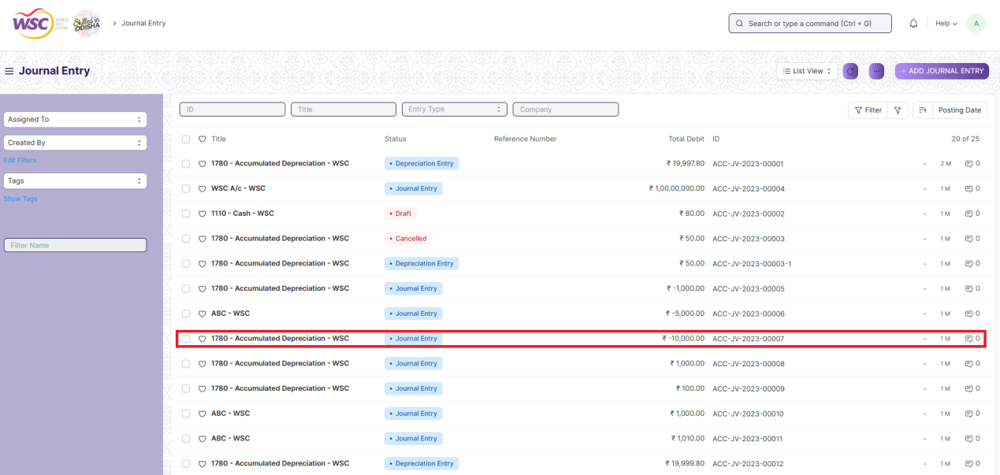 WSC WORLD SKILL CENTER Skilled in ODISHA > Journal Entry Search or type a command (Ctrl + G) Help A
Journal Entry List View ... + ADD JOURNAL ENTRY
Assigned To
Created By
Edit Filters
Tags
Show Tags
Filter Name
ID Title Entry Type Company Filter Posting Date
Title Status Reference Number Total Debit ID 20 of 25
1780 - Accumulated Depreciation - WSC Depreciation Entry ₹ 19,997.80 ACC-JV-2023-00001 - 2 M 0
WSC A/c - WSC Journal Entry ₹ 1,00,00,000.00 ACC-JV-2023-00004 - 1 M 0
1110 - Cash - WSC Draft ₹ 80.00 ACC-JV-2023-00002 - 1 M 0
1780 - Accumulated Depreciation - WSC Cancelled ₹ 50.00 ACC-JV-2023-00003 - 1 M 0
1780 - Accumulated Depreciation - WSC Depreciation Entry ₹ 50.00 ACC-JV-2023-00003-1 - 1 M 0
1780 - Accumulated Depreciation - WSC Journal Entry ₹ -1,000.00 ACC-JV-2023-00005 - 1 M 0
ABC - WSC Journal Entry ₹ -5,000.00 ACC-JV-2023-00006 - 1 M 0
1780 - Accumulated Depreciation - WSC Journal Entry ₹ -10,000.00 ACC-JV-2023-00007 - 1 M 0
1780 - Accumulated Depreciation - WSC Journal Entry ₹ 1,000.00 ACC-JV-2023-00008 - 1 M 0
1780 - Accumulated Depreciation - WSC Journal Entry ₹ 100.00 ACC-JV-2023-00009 - 1 M 0
ABC - WSC Journal Entry ₹ 1,000.00 ACC-JV-2023-00010 - 1 M 0
ABC - WSC Journal Entry ₹ 1,010.00 ACC-JV-2023-00011 - 1 M 0
1780 - Accumulated Depreciation - WSC Depreciation Entry ₹ 19,999.80 ACC-JV-2023-00012 - 1 M 0